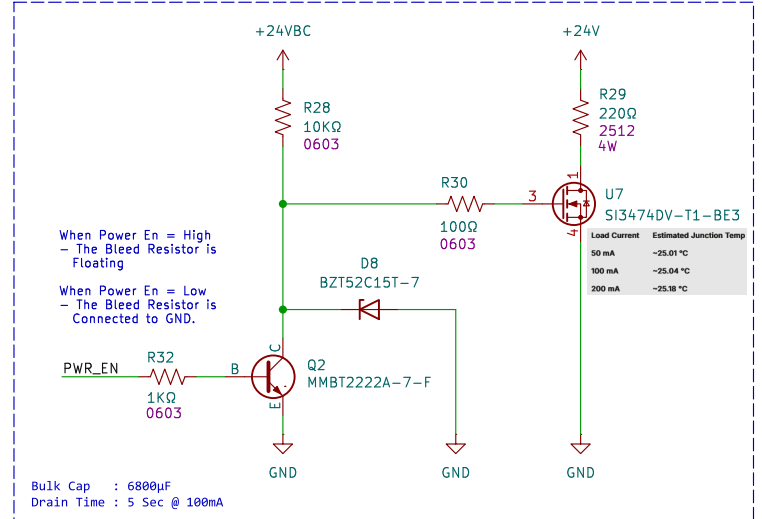 +24VBC
+24V
R28
10KΩ
0603
R29
220Ω
2512
4W
1
R30
100Ω
0603
3
U7
SI3474DV-T1-BE3
4
Load Current Estimated Junction Temp
50 mA ~25.01 °C
100 mA ~25.04 °C
200 mA ~25.18 °C
When Power En = High
– The Bleed Resistor is
Floating
When Power En = Low
– The Bleed Resistor is
Connected to GND.
D8
BZT52C15T-7
PWR_EN
R32
1KΩ
0603
B
C
E
Q2
MMBT2222A-7-F
GND
GND
GND
Bulk Cap : 6800µF
Drain Time : 5 Sec @ 100mA